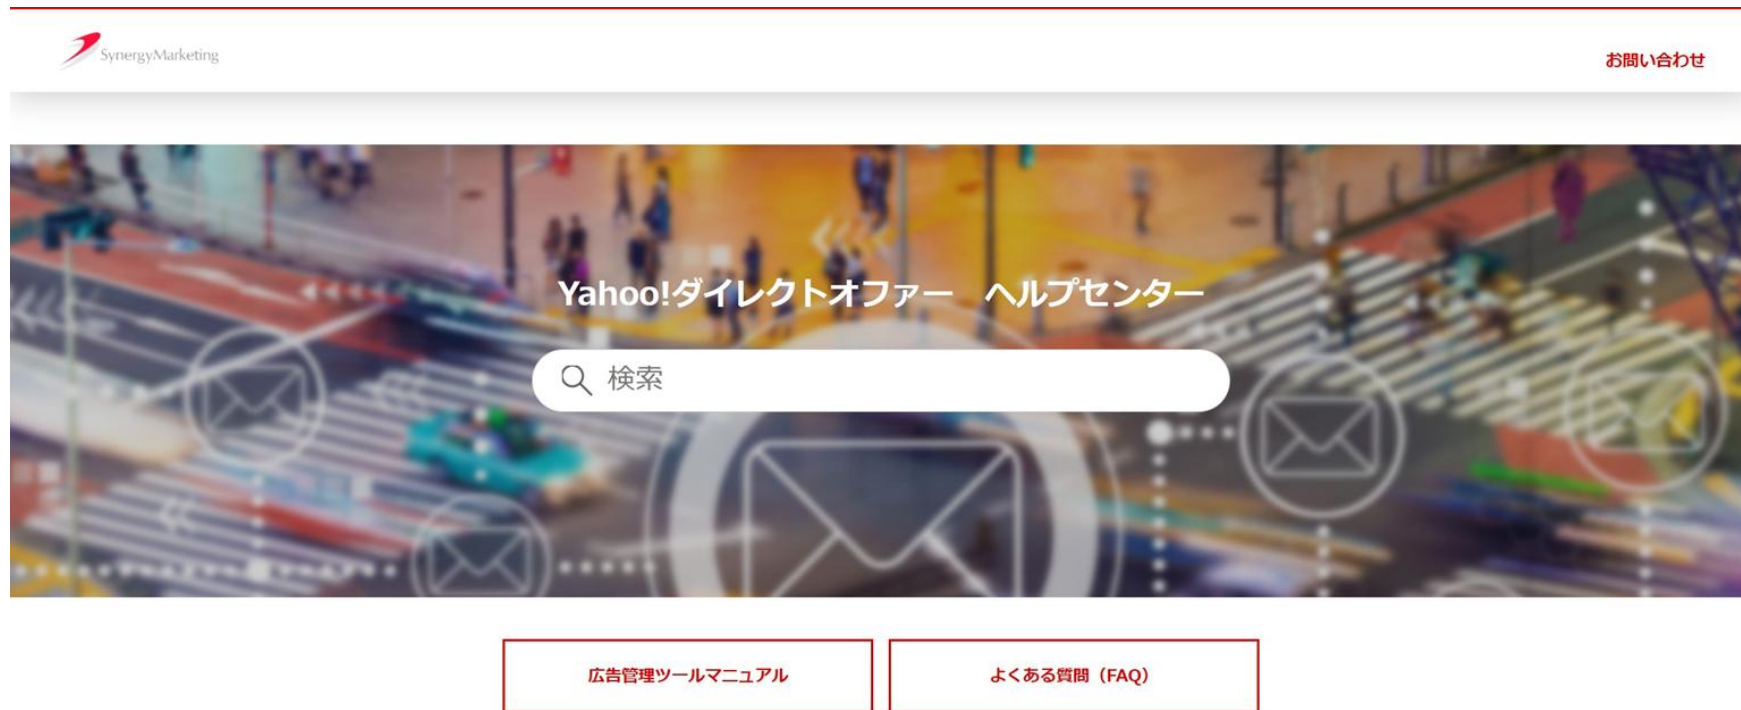 SynergyMarketing
お問い合わせ
Yahoo!ダイレクトオファー　ヘルプセンター
検索
広告管理ツールマニュアル
よくある質問（FAQ）